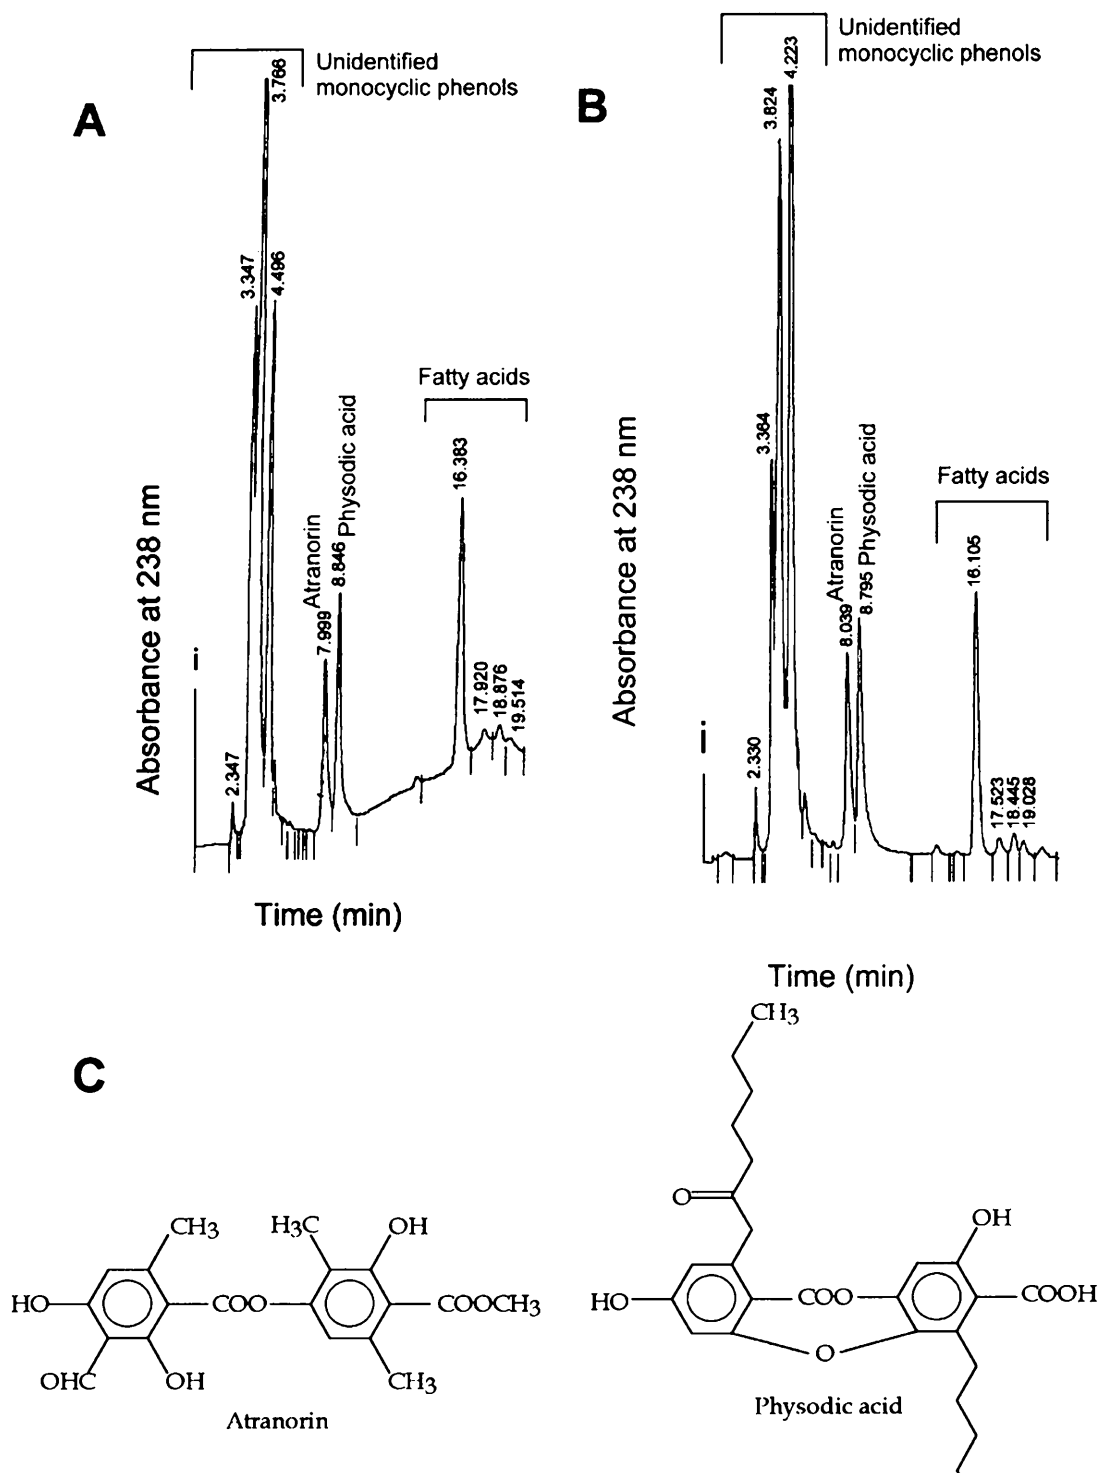 A
Unidentified
monocyclic phenols
3.347
3.766
4.496
Fatty acids
Absorbance at 238 nm
i
2.347
7.999
Atranorin
8.846
Physodic acid
16.383
17.920
18.876
19.514
Time (min)
B
Unidentified
monocyclic phenols
3.364
3.824
4.223
Fatty acids
Absorbance at 238 nm
i
2.330
8.039
Atranorin
8.795
Physodic acid
16.105
17.523
18.445
19.028
Time (min)
C
CH3
H3C
OH
HO
COO
COOCH3
OHC
OH
CH3
Atranorin
CH3
O
OH
HO
COO
COOH
O
Physodic acid